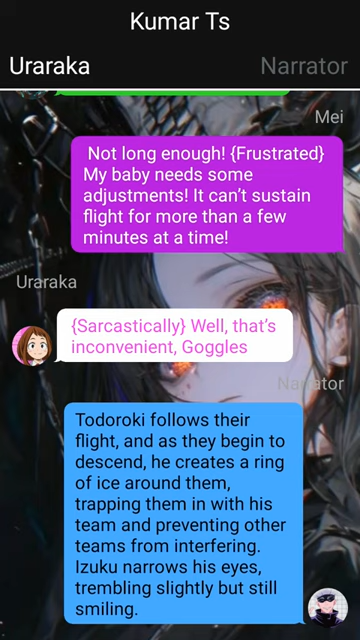 Kumar Ts
Uraraka Narrator
Mei
Not long enough! {Frustrated}
My baby needs some
adjustments! It can't sustain
flight for more than a few
minutes at a time!
Uraraka
{Sarcastically} Well, that's
inconvenient, Goggles
Narrator
Todoroki follows their
flight, and as they begin to
descend, he creates a ring
of ice around them,
trapping them in with his
team and preventing other
teams from interfering.
Izuku narrows his eyes,
trembling slightly but still
smiling.